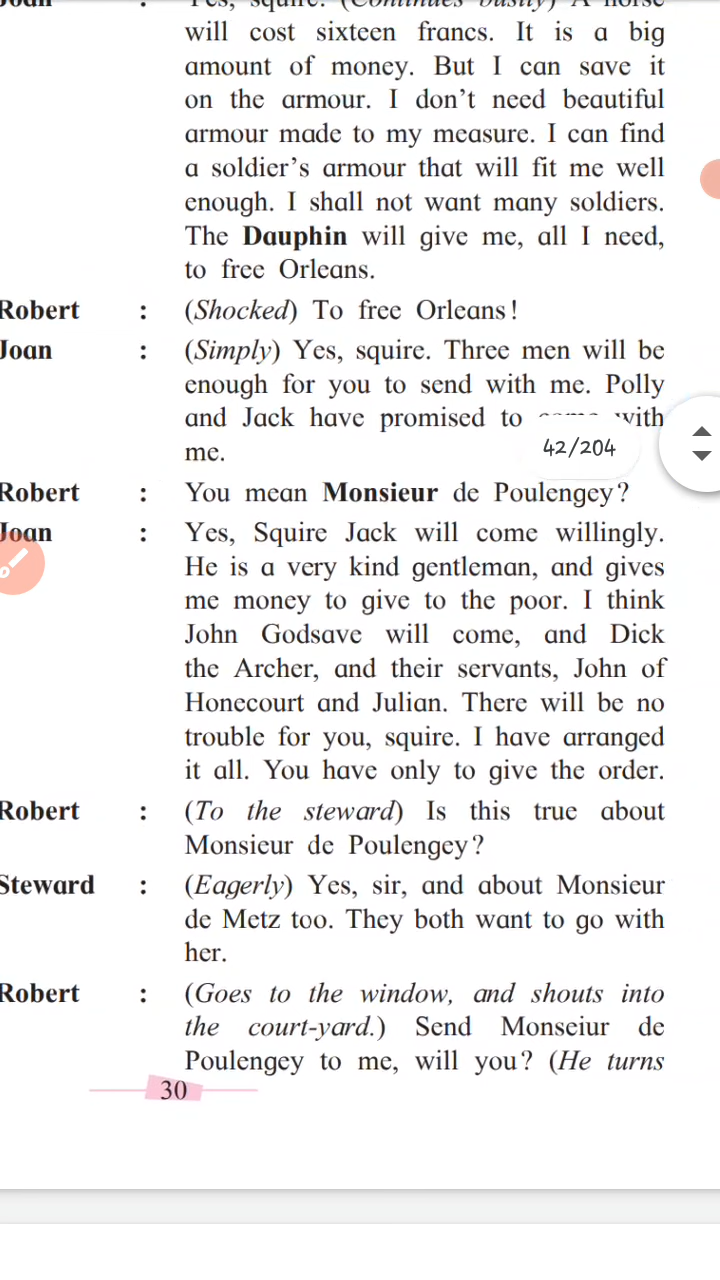 will cost sixteen francs. It is a big
amount of money. But I can save it
on the armour. I don't need beautiful
armour made to my measure. I can find
a soldier's armour that will fit me well
enough. I shall not want many soldiers.
The Dauphin will give me, all I need,
to free Orleans.
Robert : (Shocked) To free Orleans!
Joan : (Simply) Yes, squire. Three men will be
enough for you to send with me. Polly
and Jack have promised to with
me.
42/204
Robert : You mean Monsieur de Poulengey?
Joan : Yes, Squire Jack will come willingly.
He is a very kind gentleman, and gives
me money to give to the poor. I think
John Godsave will come, and Dick
the Archer, and their servants, John of
Honecourt and Julian. There will be no
trouble for you, squire. I have arranged
it all. You have only to give the order.
Robert : (To the steward) Is this true about
Monsieur de Poulengey?
Steward : (Eagerly) Yes, sir, and about Monsieur
de Metz too. They both want to go with
her.
Robert : (Goes to the window, and shouts into
the court-yard.) Send Monseiur de
Poulengey to me, will you? (He turns
30